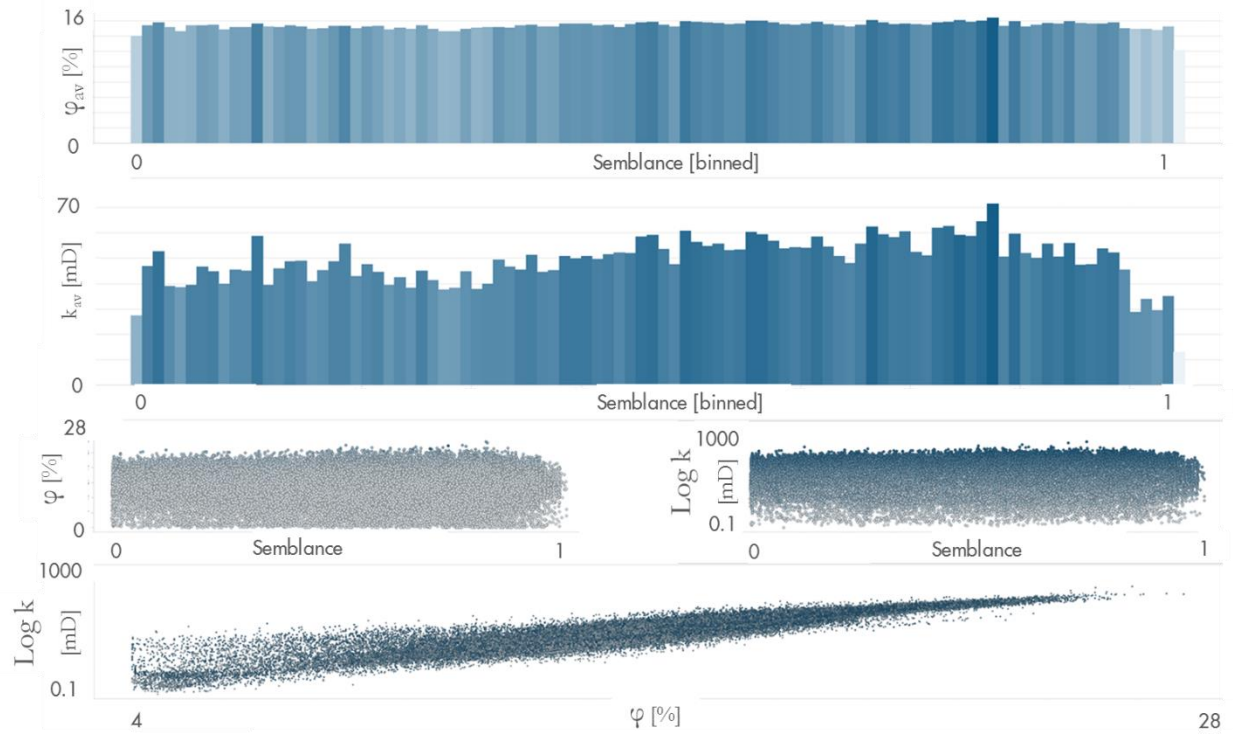 16
φav [%]
0
0
Semblance [binned]
1
70
kav [mD]
0
0
Semblance [binned]
1
28
φ [%]
0
0
Semblance
1
1000
Log k
[mD]
0.1
0
Semblance
1
1000
Log k
[mD]
0.1
4
φ [%]
28